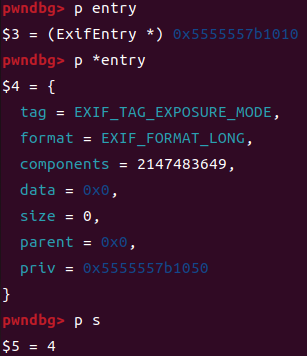 pwndbg> p entry
$3 = (ExifEntry *) 0x5555557b1010
pwndbg> p *entry
$4 = {
  tag = EXIF_TAG_EXPOSURE_MODE,
  format = EXIF_FORMAT_LONG,
  components = 2147483649,
  data = 0x0,
  size = 0,
  parent = 0x0,
  priv = 0x5555557b1050
}
pwndbg> p s
$5 = 4